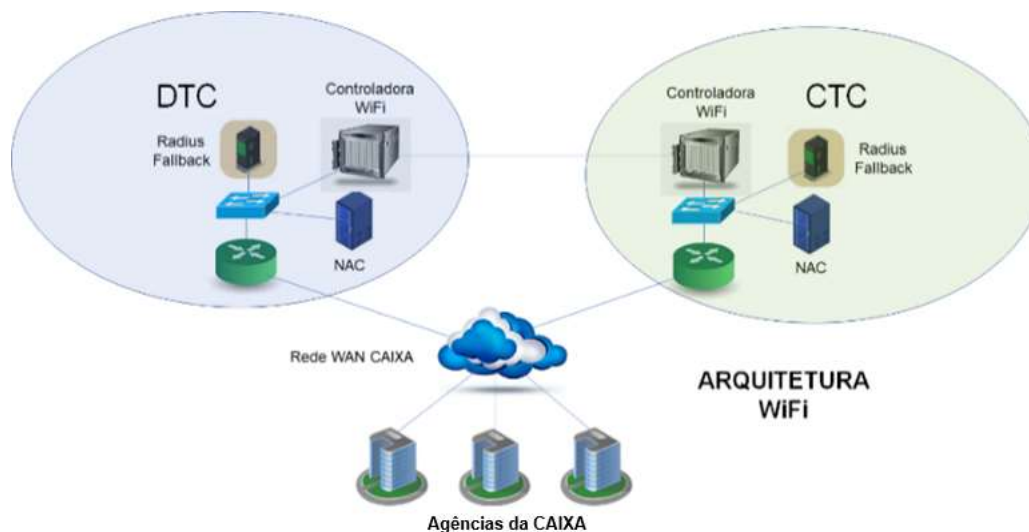 DTC
Controladora
WiFi
Radius
Fallback
NAC
Controladora
WiFi
CTC
Radius
Fallback
NAC
Rede WAN CAIXA
ARQUITETURA
WiFi
Agências da CAIXA